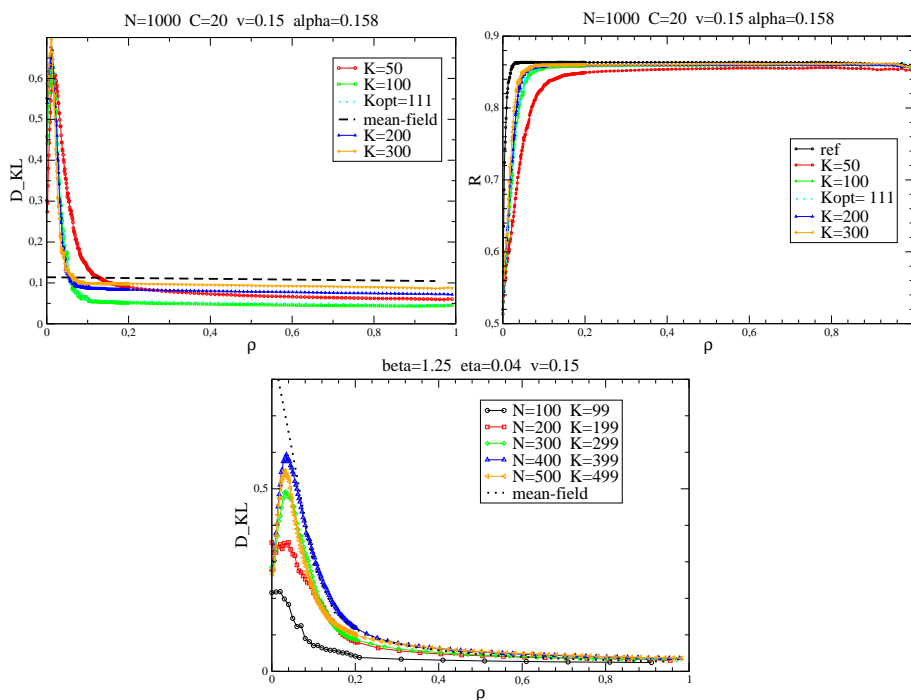 N=1000 C=20 v=0.15 alpha=0.158
D_KL
0,6
0,5
0,4
0,3
0,2
0,1
0
K=50
K=100
Kopt=111
mean-field
K=200
K=300
0 0,2 0,4 0,6 0,8 1
ρ
N=1000 C=20 v=0.15 alpha=0.158
R
0,9
0,8
0,7
0,6
0,5
ref
K=50
K=100
Kopt= 111
K=200
K=300
0 0,2 0,4 0,6 0,8
ρ
beta=1.25 eta=0.04 v=0.15
D_KL
0,5
0
N=100 K=99
N=200 K=199
N=300 K=299
N=400 K=399
N=500 K=499
mean-field
0 0,2 0,4 0,6 0,8 1
ρ